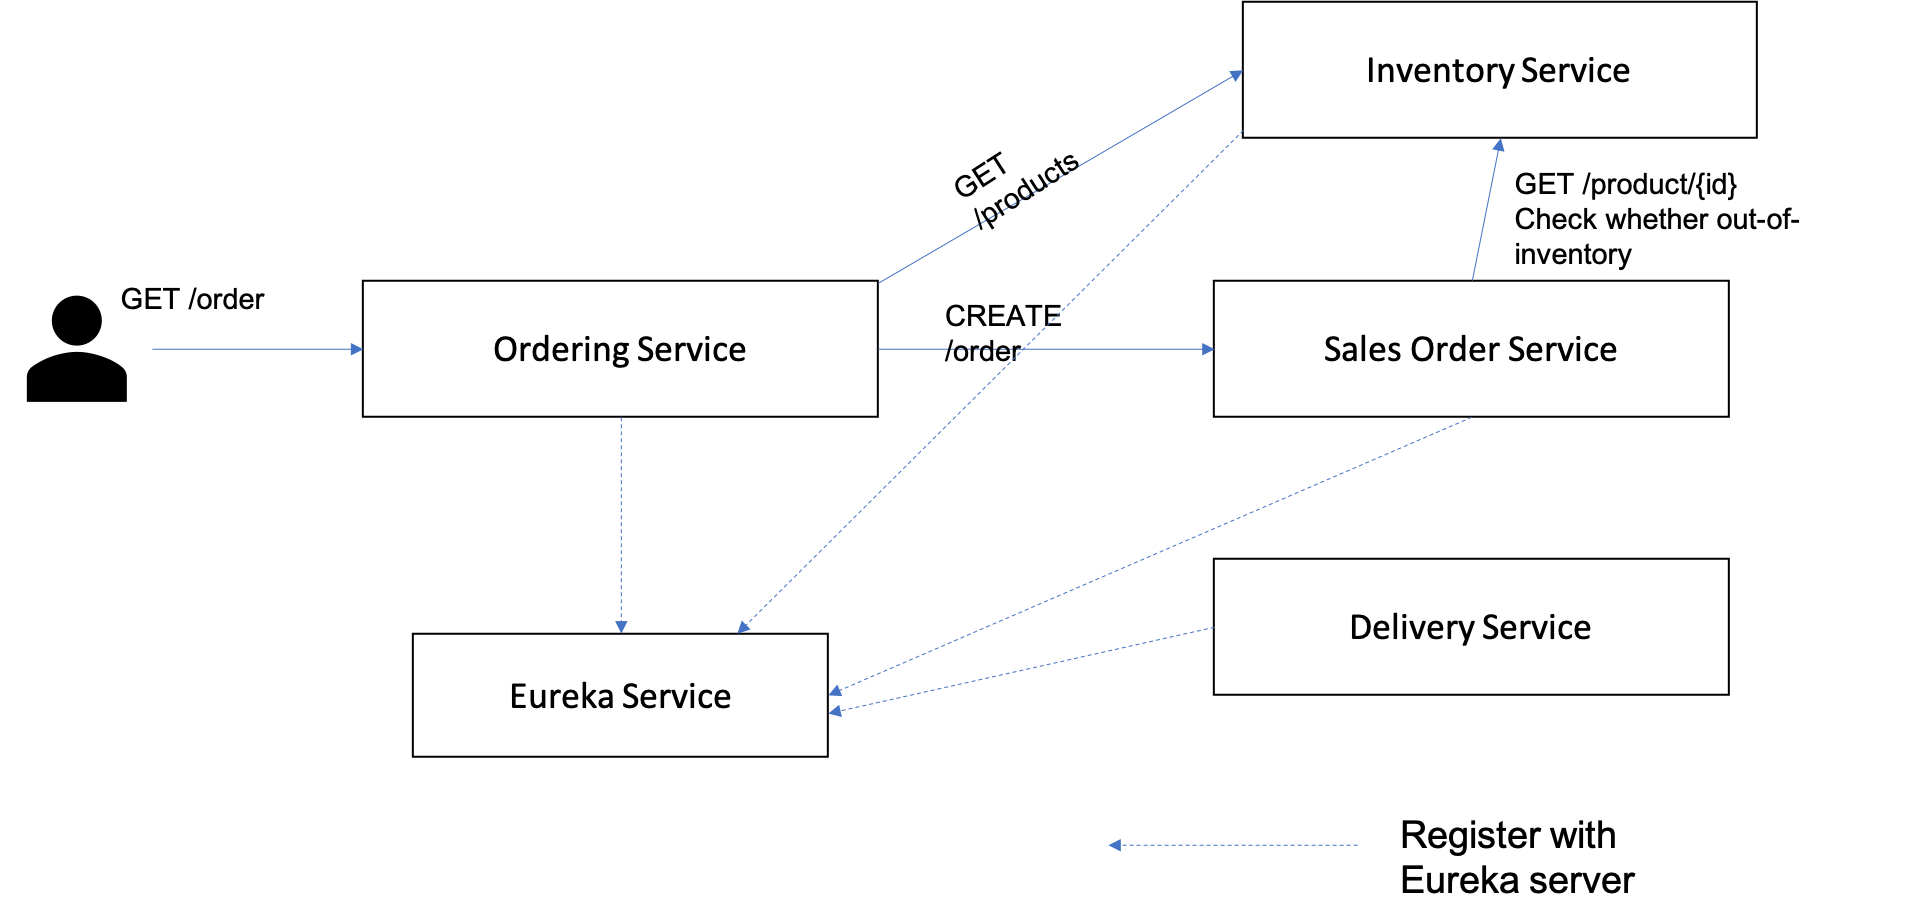 Inventory Service
GET
/products
GET /product/{id}
Check whether out-of-
inventory
GET /order
Ordering Service
CREATE
/order
Sales Order Service
Eureka Service
Delivery Service
Register with
Eureka server